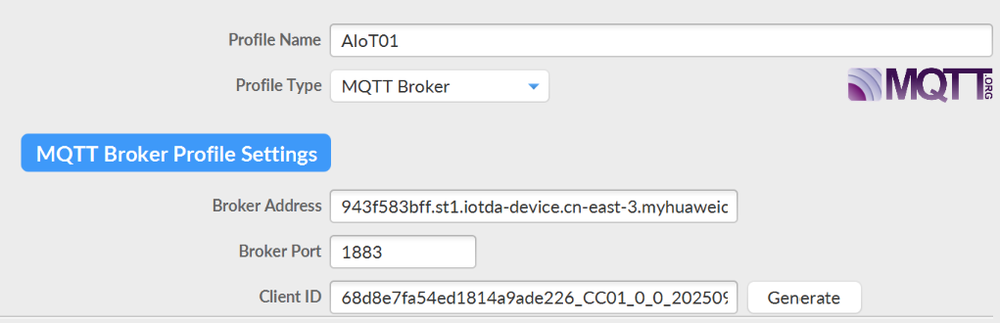 Profile Name AIoT01
Profile Type MQTT Broker
MQTT.ORG
MQTT Broker Profile Settings
Broker Address 943f583bff.st1.iotda-device.cn-east-3.myhuaweic
Broker Port 1883
Client ID 68d8e7fa54ed1814a9ade226_CC01_0_0_202509 Generate